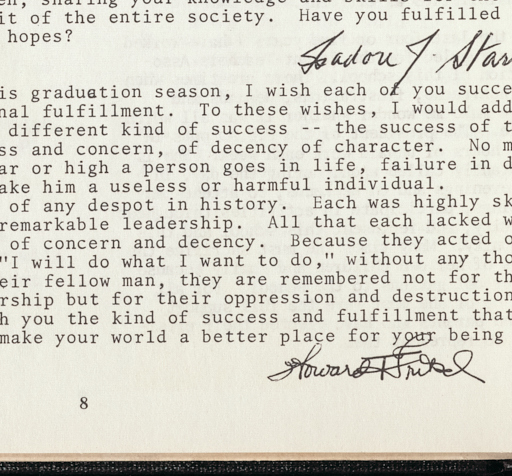 en, sharing your knowledge and skills for the
it of the entire society. Have you fulfilled
hopes?
Isadore J. Star
is graduation season, I wish each of you succe
nal fulfillment. To these wishes, I would add
different kind of success -- the success of t
ss and concern, of decency of character. No m
ar or high a person goes in life, failure in d
ake him a useless or harmful individual.
of any despot in history. Each was highly sk
remarkable leadership. All that each lacked w
of concern and decency. Because they acted o
"I will do what I want to do," without any tho
eir fellow man, they are remembered not for th
rship but for their oppression and destruction
h you the kind of success and fulfillment that
make your world a better place for your being
Howard
8